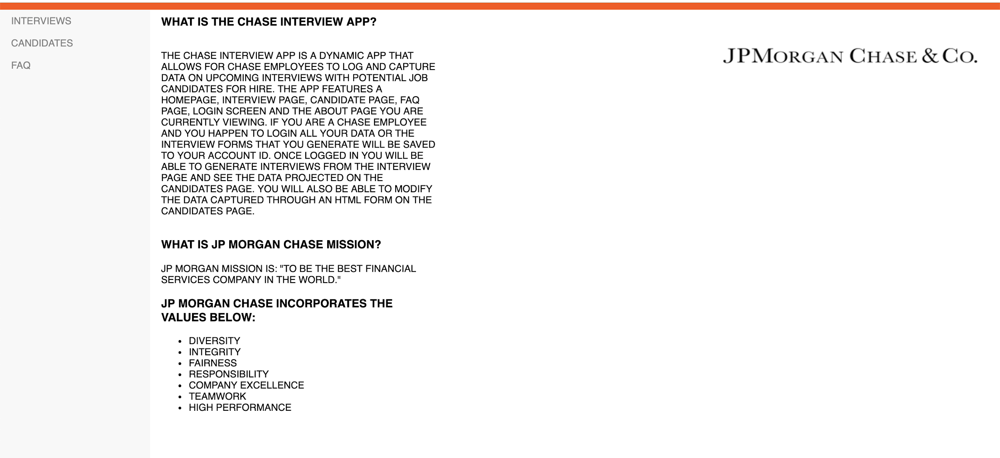 INTERVIEWS
CANDIDATES
FAQ
WHAT IS THE CHASE INTERVIEW APP?
THE CHASE INTERVIEW APP IS A DYNAMIC APP THAT
ALLOWS FOR CHASE EMPLOYEES TO LOG AND CAPTURE
DATA ON UPCOMING INTERVIEWS WITH POTENTIAL JOB
CANDIDATES FOR HIRE. THE APP FEATURES A
HOMEPAGE, INTERVIEW PAGE, CANDIDATE PAGE, FAQ
PAGE, LOGIN SCREEN AND THE ABOUT PAGE YOU ARE
CURRENTLY VIEWING. IF YOU ARE A CHASE EMPLOYEE
AND YOU HAPPEN TO LOGIN ALL YOUR DATA OR THE
INTERVIEW FORMS THAT YOU GENERATE WILL BE SAVED
TO YOUR ACCOUNT ID. ONCE LOGGED IN YOU WILL BE
ABLE TO GENERATE INTERVIEWS FROM THE INTERVIEW
PAGE AND SEE THE DATA PROJECTED ON THE
CANDIDATES PAGE. YOU WILL ALSO BE ABLE TO MODIFY
THE DATA CAPTURED THROUGH AN HTML FORM ON THE
CANDIDATES PAGE.
WHAT IS JP MORGAN CHASE MISSION?
JP MORGAN MISSION IS: "TO BE THE BEST FINANCIAL
SERVICES COMPANY IN THE WORLD."
JP MORGAN CHASE INCORPORATES THE
VALUES BELOW:
• DIVERSITY
• INTEGRITY
• FAIRNESS
• RESPONSIBILITY
• COMPANY EXCELLENCE
• TEAMWORK
• HIGH PERFORMANCE
JPMORGAN CHASE & CO.